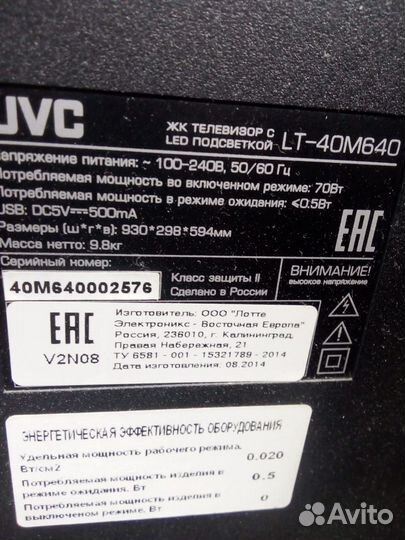 JVC
ЖК ТЕЛЕВИЗОР С
LED ПОДСВЕТКОЙ
LT-40M640
напряжение питания: ~ 100-240В, 50/60 Гц
Потребляемая мощность во включенном режиме: 70Вт
Потребляемая мощность в режиме ожидания: ≤0.5Вт
USB: DC5V⎓500mA
Размеры (ш*г*в): 930*298*594мм
Масса нетто: 9.8кг
Серийный номер:
40M640002576
Класс защиты II
Сделано в России
EAC
ВНИМАНИЕ!
высокое напряжение
EAC
V2N08
Изготовитель: ООО "Лотте
Электроникс - Восточная Европа"
Россия, 236010, г. Калининград,
Правая Набережная, 21
ТУ 6581 - 001 - 15321789 - 2014
Дата изготовления: 08.2014
ЭНЕРГЕТИЧЕСКАЯ ЭФФЕКТИВНОСТЬ ОБОРУДОВАНИЯ
Удельная мощность рабочего режима,
Вт/см2
0.020
Потребляемая мощность изделия в
режиме ожидания. Вт
0.5
Потребляемая мощность изделия в
выключеном режиме. Вт
0
Avito